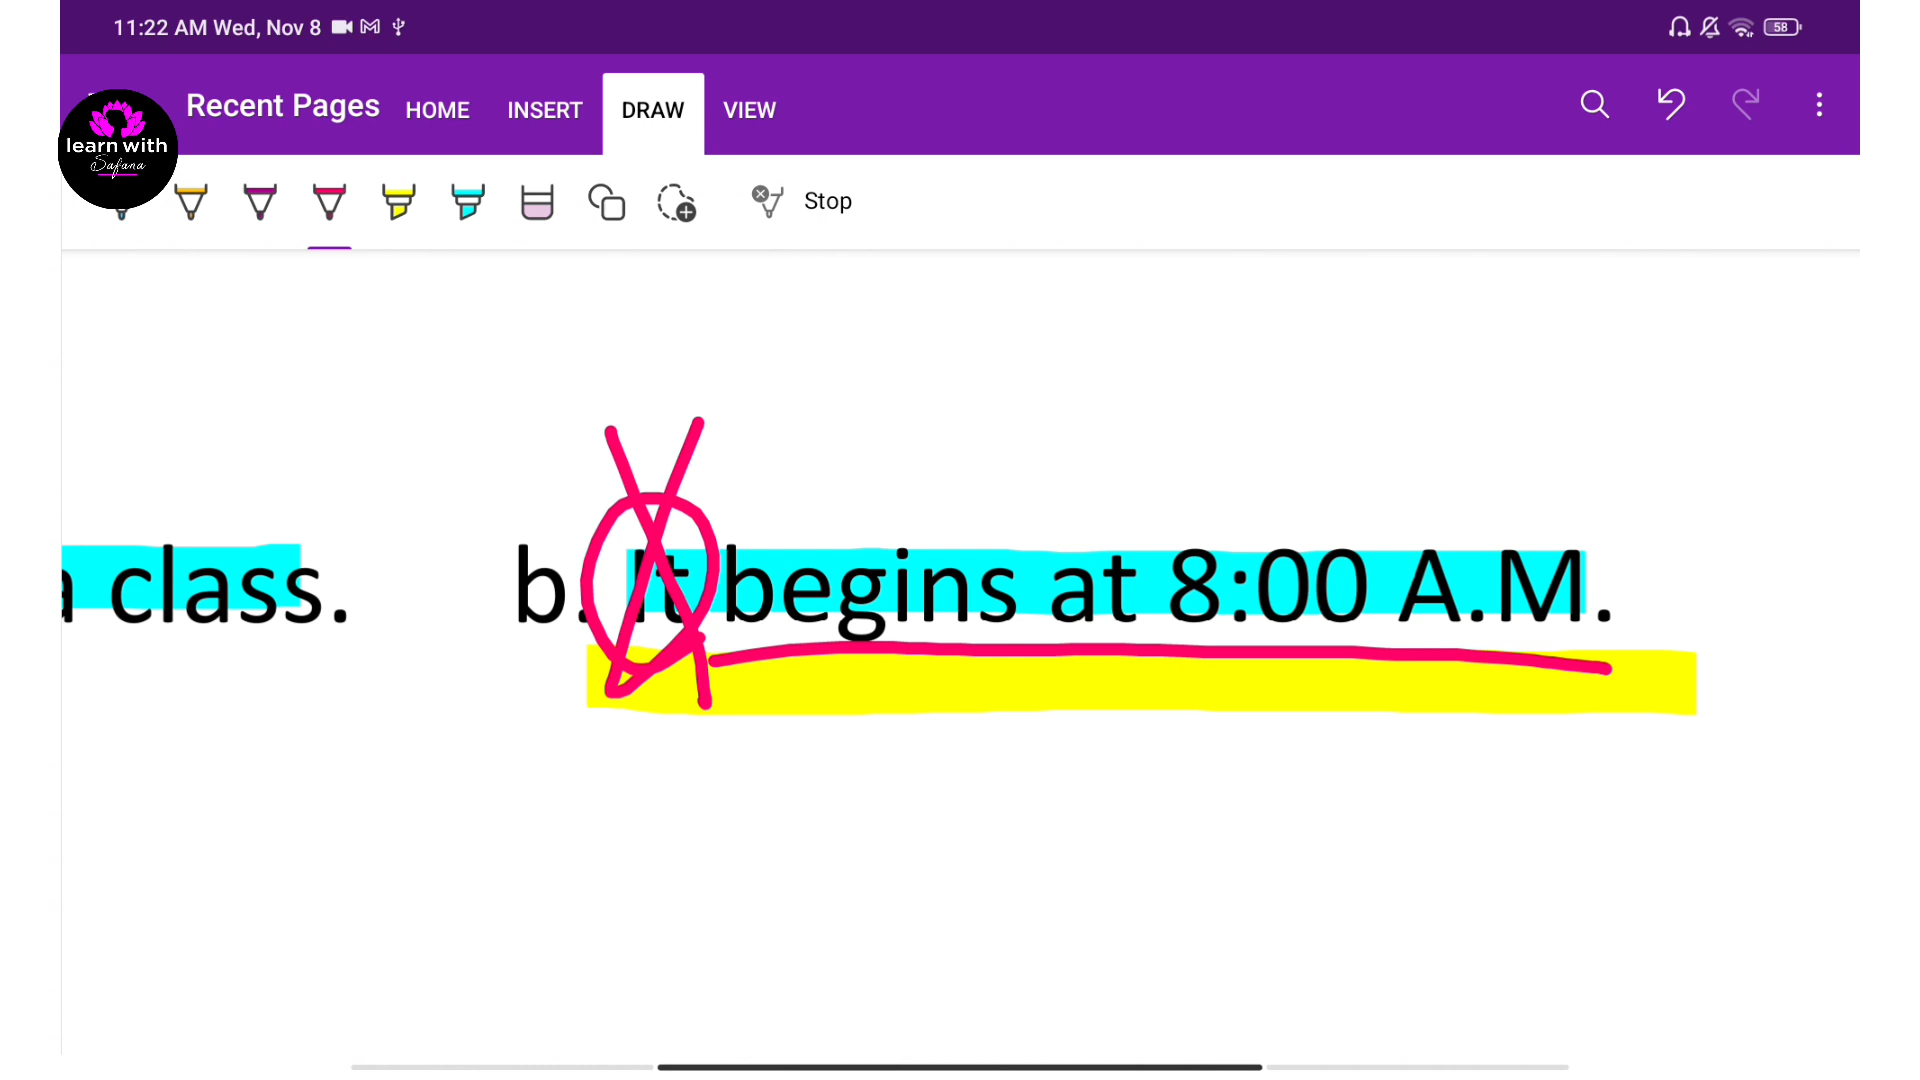 11:22 AM Wed, Nov 8
58
Recent Pages HOME INSERT DRAW VIEW
learn with
Safana
Stop
a class. b. It begins at 8:00 A.M.